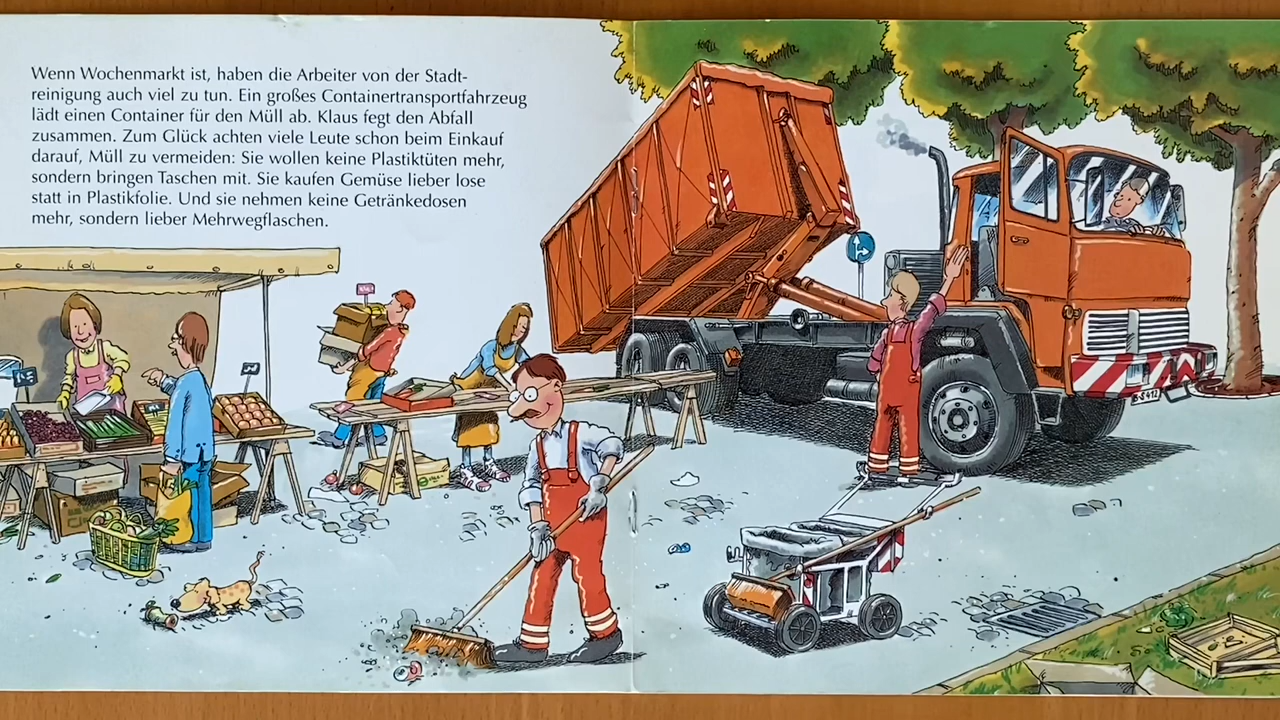 Wenn Wochenmarkt ist, haben die Arbeiter von der Stadt-
reinigung auch viel zu tun. Ein großes Containertransportfahrzeug
lädt einen Container für den Müll ab. Klaus fegt den Abfall
zusammen. Zum Glück achten viele Leute schon beim Einkauf
darauf, Müll zu vermeiden: Sie wollen keine Plastiktüten mehr,
sondern bringen Taschen mit. Sie kaufen Gemüse lieber lose
statt in Plastikfolie. Und sie nehmen keine Getränkedosen
mehr, sondern lieber Mehrwegflaschen.